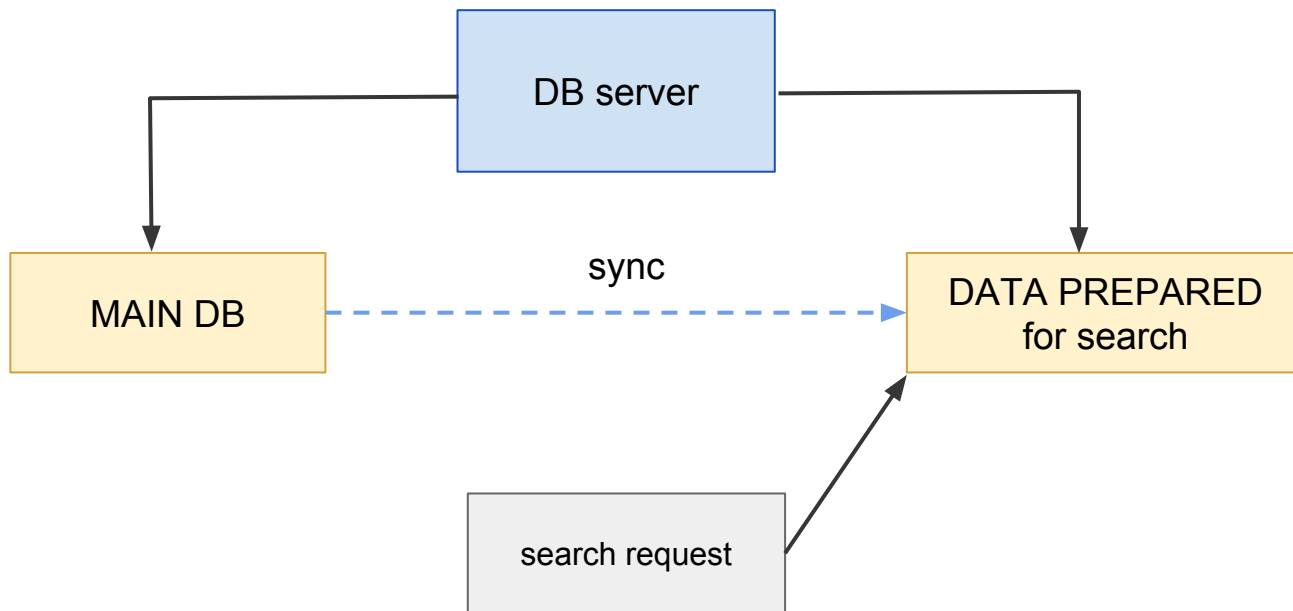 DB server
sync
MAIN DB
DATA PREPARED
for search
search request